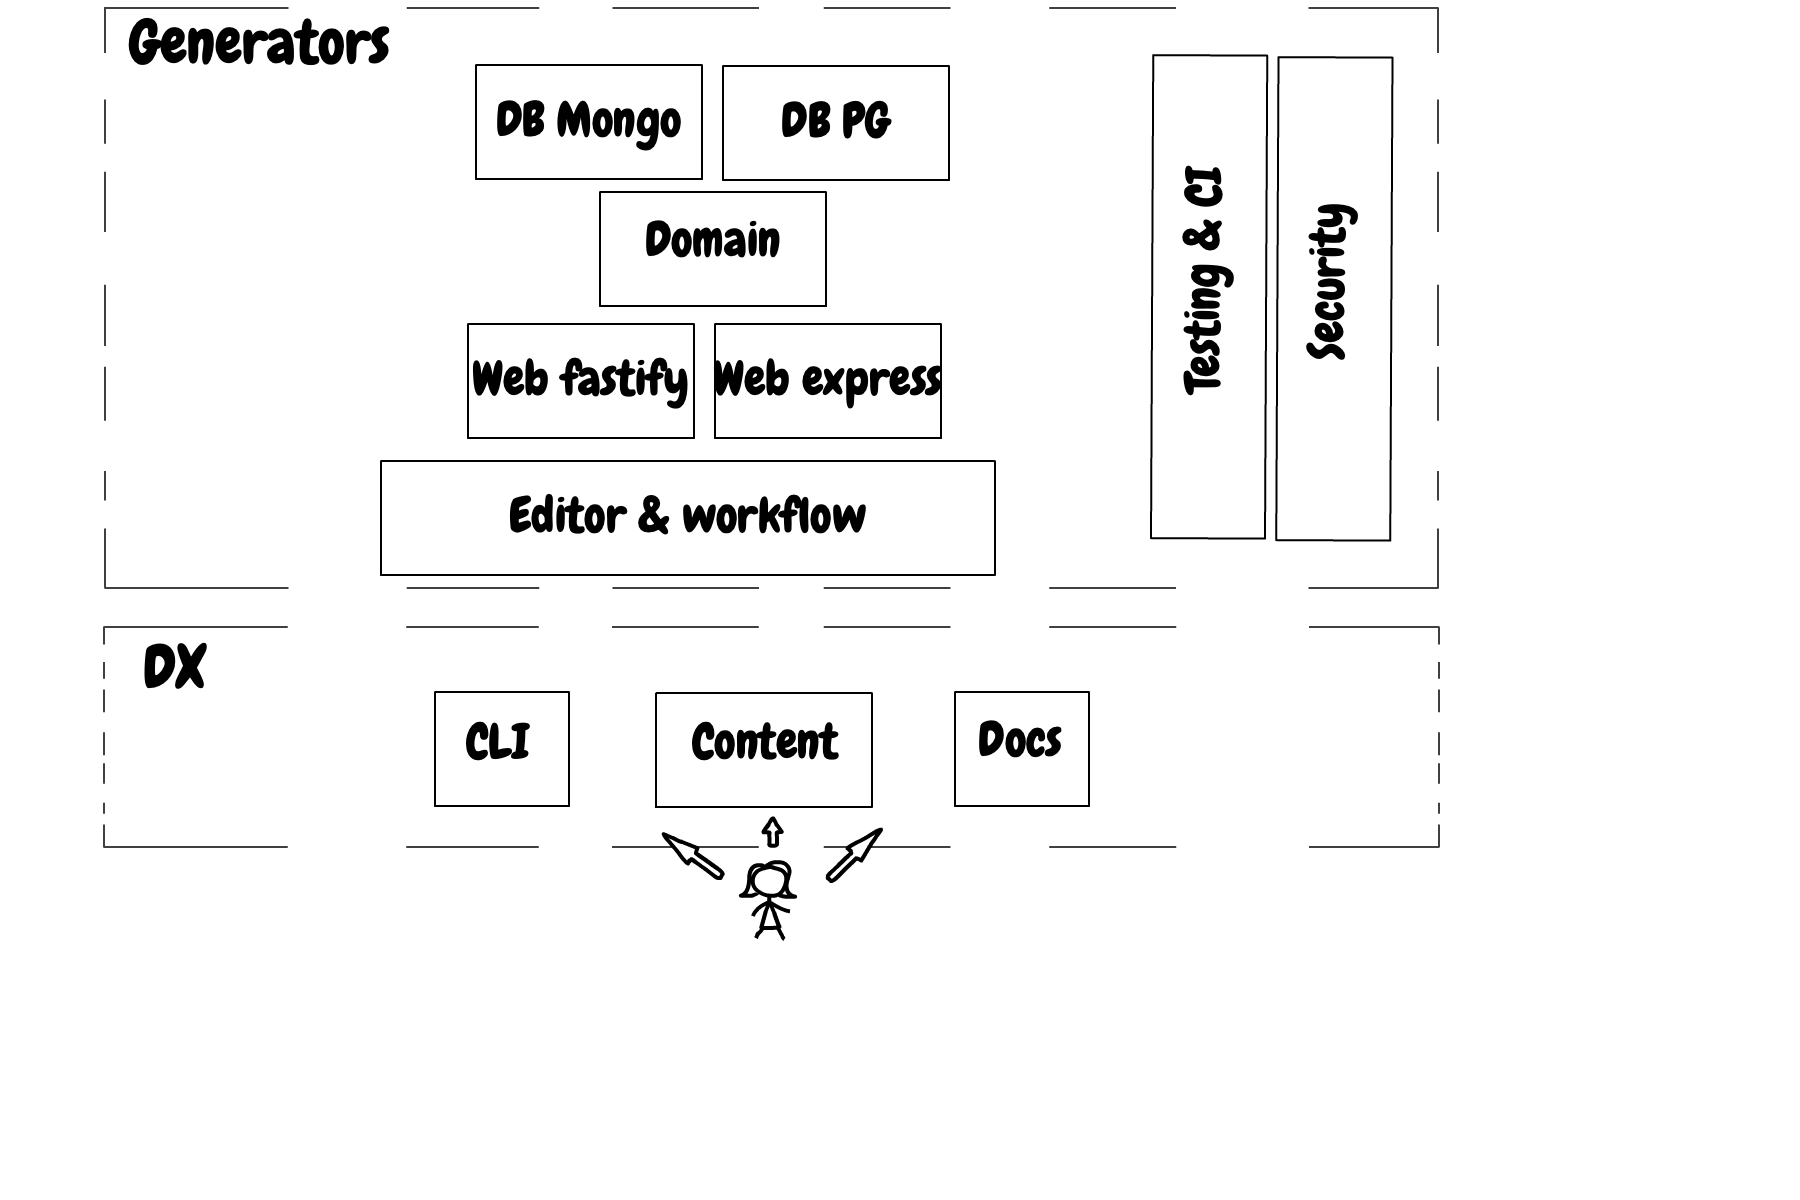 Generators
DB Mongo
DB PG
Domain
Web fastify
Web express
Editor & workflow
Testing & CI
Security
DX
CLI
Content
Docs